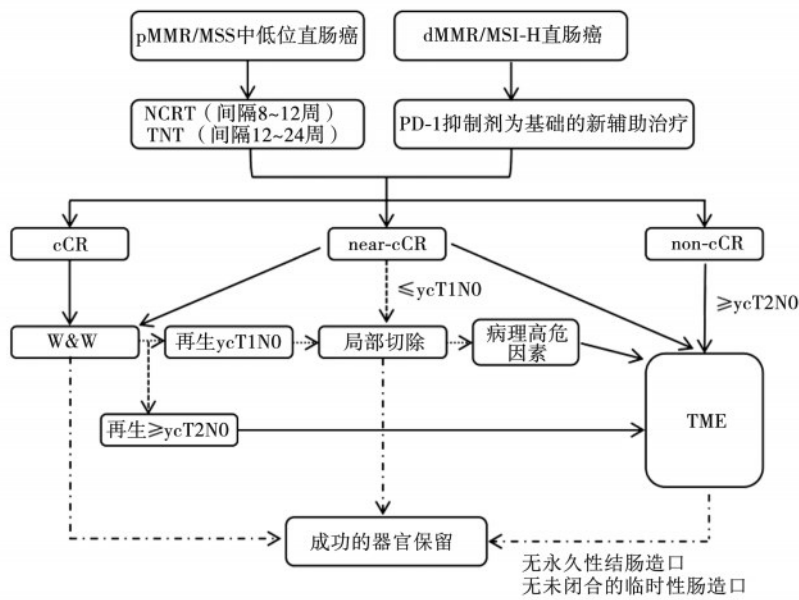 pMMR/MSS中低位直肠癌
dMMR/MSI-H直肠癌
NCRT（间隔8~12周）
TNT（间隔12~24周）
PD-1抑制剂为基础的新辅助治疗
cCR
near-cCR
non-cCR
≤ycT1N0
≥ycT2N0
W&W
再生ycT1N0
局部切除
病理高危
因素
再生≥ycT2N0
TME
成功的器官保留
无永久性结肠造口
无未闭合的临时性肠造口